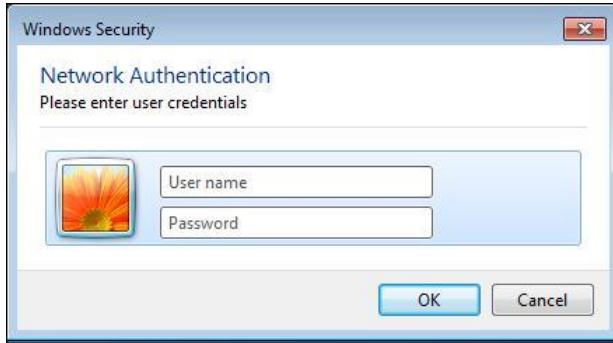 Windows Security
Network Authentication
Please enter user credentials
User name
Password
OK
Cancel